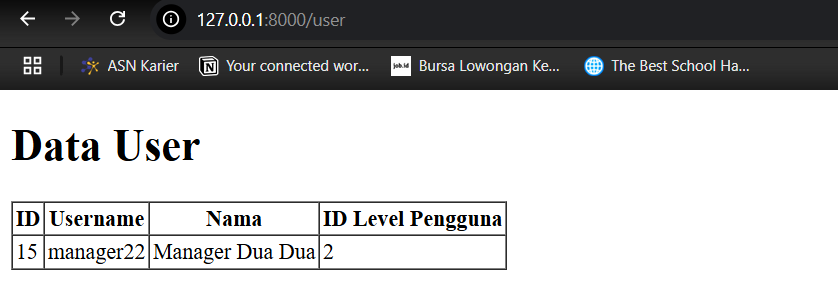 127.0.0.1:8000/user
ASN Karier Your connected wor... job.id Bursa Lowongan Ke... The Best School Ha...
Data User
ID Username Nama ID Level Pengguna
15 manager22 Manager Dua Dua 2